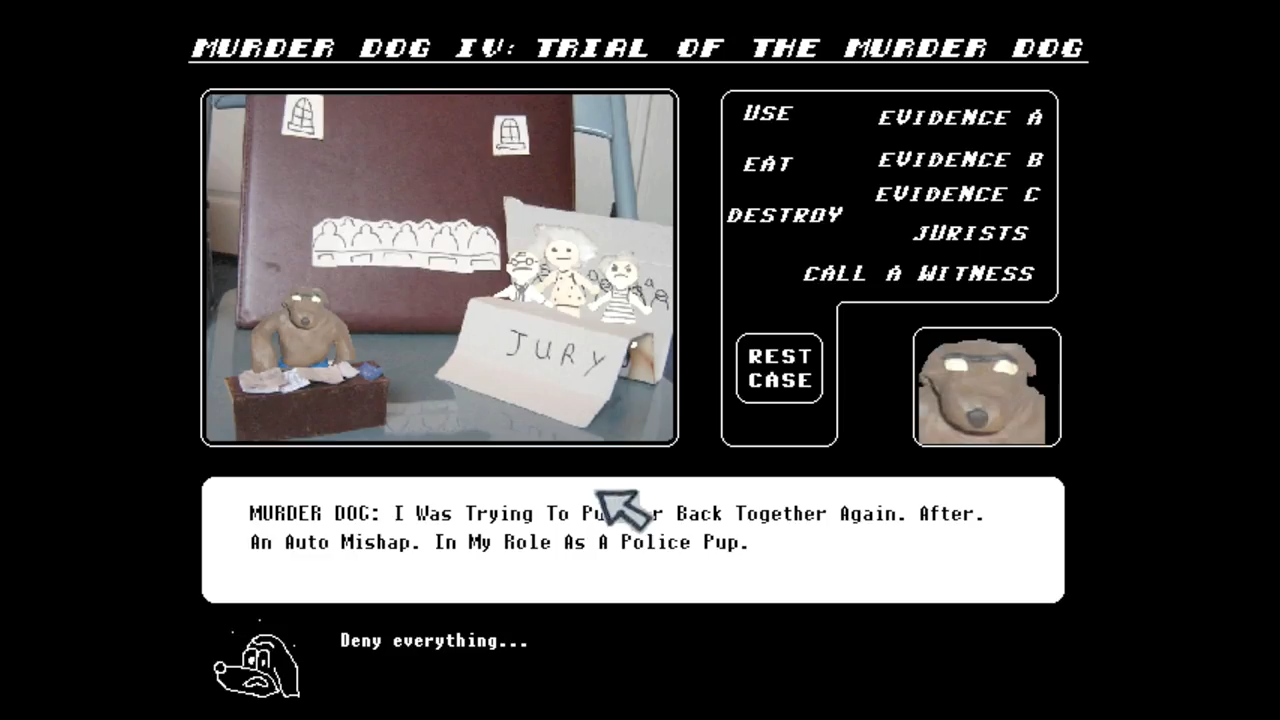 MURDER DOG IV: TRIAL OF THE MURDER DOG
USE
EAT
DESTROY
EVIDENCE A
EVIDENCE B
EVIDENCE C
JURISTS
CALL A WITNESS
REST
CASE
JURY
MURDER DOG: I Was Trying To Back Together Again. After.
An Auto Mishap. In My Role As A Police Pup.
Deny everything...